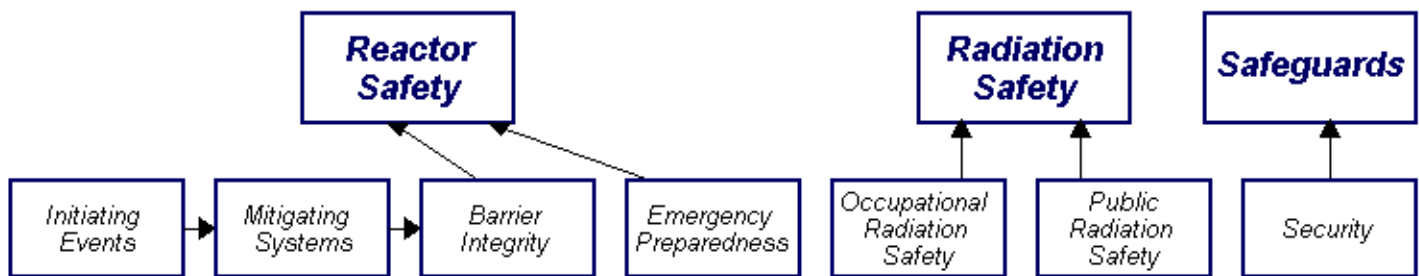 Reactor
Safety
Radiation
Safety
Safeguards
Initiating
Events
Mitigating
Systems
Barrier
Integrity
Emergency
Preparedness
Occupational
Radiation
Safety
Public
Radiation
Safety
Security